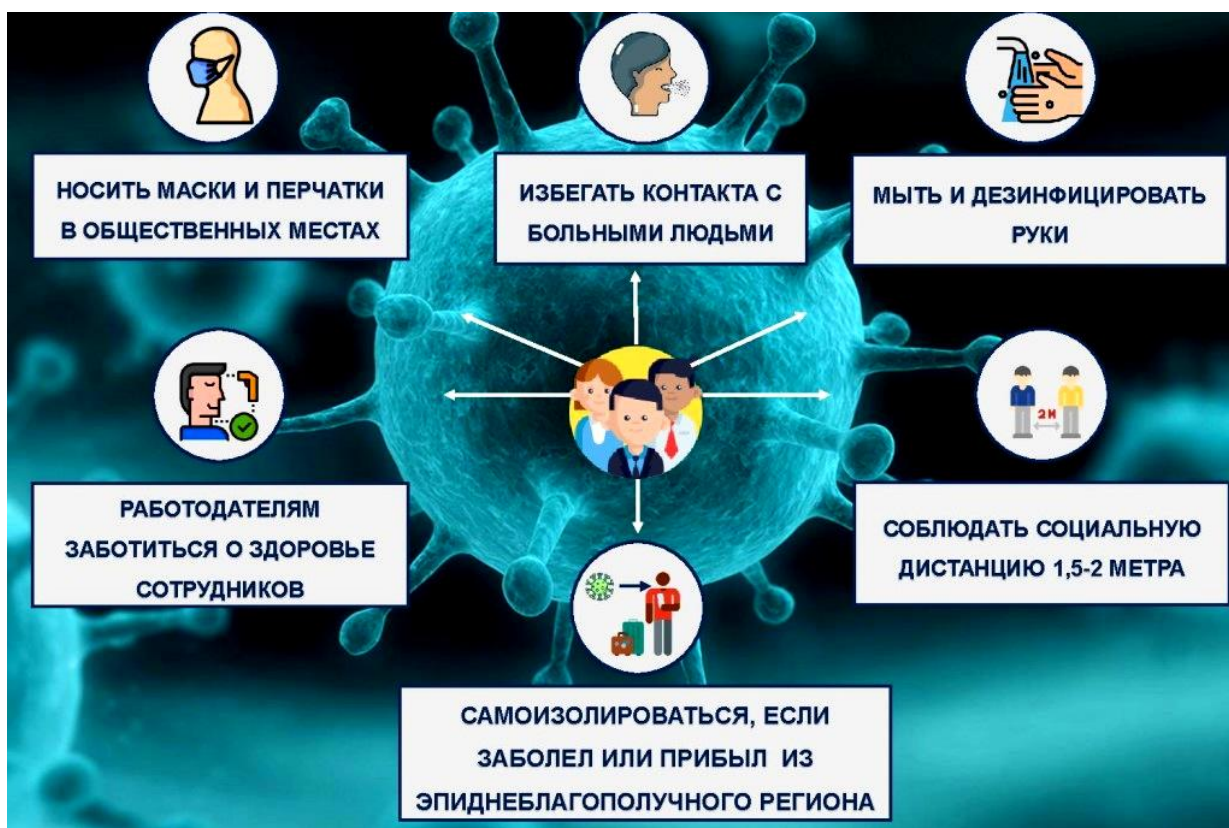 НОСИТЬ МАСКИ И ПЕРЧАТКИ
В ОБЩЕСТВЕННЫХ МЕСТАХ
ИЗБЕГАТЬ КОНТАКТА С
БОЛЬНЫМИ ЛЮДЬМИ
МЫТЬ И ДЕЗИНФИЦИРОВАТЬ
РУКИ
РАБОТОДАТЕЛЯМ
ЗАБОТИТЬСЯ О ЗДОРОВЬЕ
СОТРУДНИКОВ
2М
СОБЛЮДАТЬ СОЦИАЛЬНУЮ
ДИСТАНЦИЮ 1,5-2 МЕТРА
САМОИЗОЛИРОВАТЬСЯ, ЕСЛИ
ЗАБОЛЕЛ ИЛИ ПРИБЫЛ ИЗ
ЭПИДНЕБЛАГОПОЛУЧНОГО РЕГИОНА